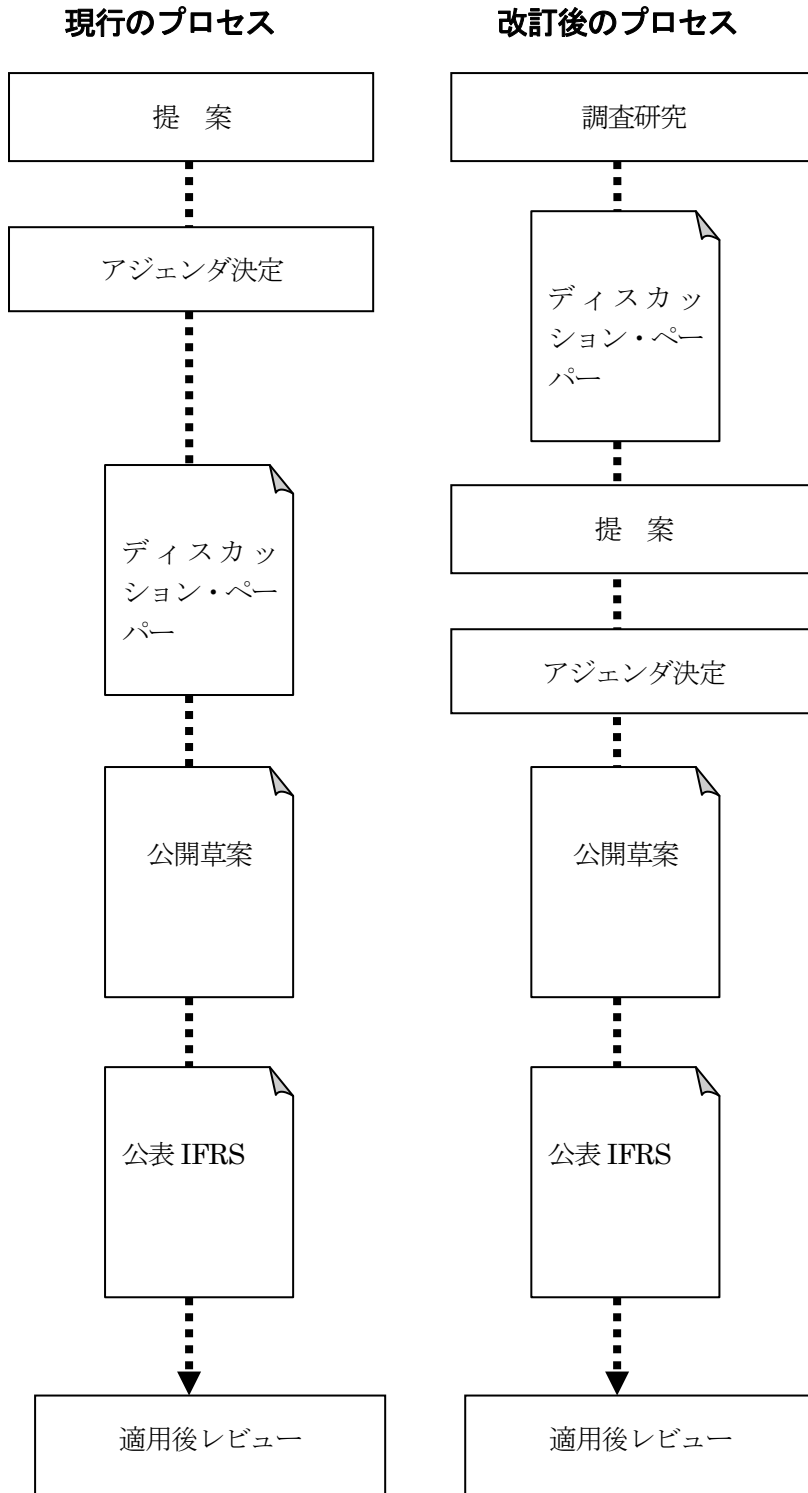 現行のプロセス
提　案
アジェンダ決定
ディスカッ
ション・ペー
パー
公開草案
公表 IFRS
適用後レビュー
改訂後のプロセス
調査研究
ディスカッ
ション・ペー
パー
提　案
アジェンダ決定
公開草案
公表 IFRS
適用後レビュー